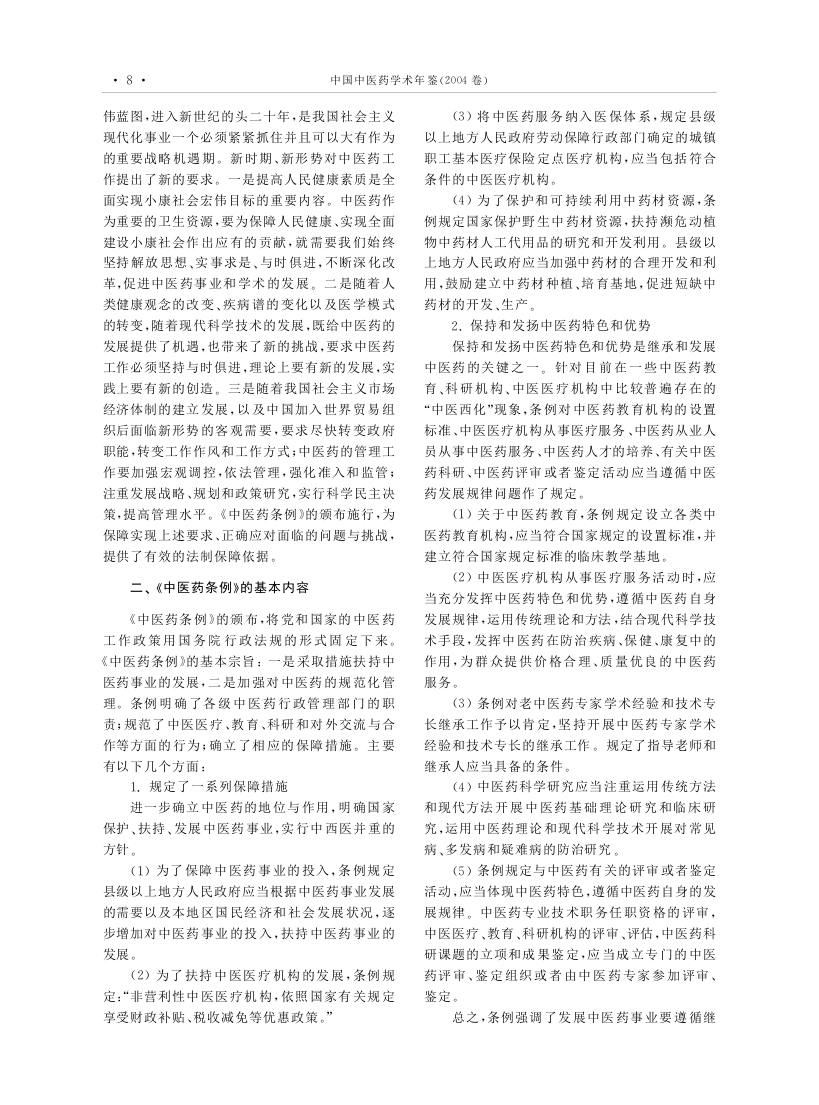 • 8 •
中国中医药学术年鉴(2004 卷)
伟蓝图,进入新世纪的头二十年,是我国社会主义
现代化事业一个必须紧紧抓住并且可以大有作为
的重要战略机遇期。新时期、新形势对中医药工
作提出了新的要求。一是提高人民健康素质是全
面实现小康社会宏伟目标的重要内容。中医药作
为重要的卫生资源,要为保障人民健康、实现全面
建设小康社会作出应有的贡献,就需要我们始终
坚持解放思想、实事求是、与时俱进,不断深化改
革,促进中医药事业和学术的发展。二是随着人
类健康观念的改变、疾病谱的变化以及医学模式
的转变,随着现代科学技术的发展,既给中医药的
发展提供了机遇,也带来了新的挑战,要求中医药
工作必须坚持与时俱进,理论上要有新的发展,实
践上要有新的创造。三是随着我国社会主义市场
经济体制的建立发展,以及中国加入世界贸易组
织后面临新形势的客观需要,要求尽快转变政府
职能,转变工作作风和工作方式;中医药的管理工
作要加强宏观调控,依法管理,强化准入和监管;
注重发展战略、规划和政策研究,实行科学民主决
策,提高管理水平。《中医药条例》的颁布施行,为
保障实现上述要求、正确应对面临的问题与挑战,
提供了有效的法制保障依据。
二、《中医药条例》的基本内容
《中医药条例》的颁布,将党和国家的中医药
工作政策用国务院行政法规的形式固定下来。
《中医药条例》的基本宗旨:一是采取措施扶持中
医药事业的发展,二是加强对中医药的规范化管
理。条例明确了各级中医药行政管理部门的职
责;规范了中医医疗、教育、科研和对外交流与合
作等方面的行为;确立了相应的保障措施。主要
有以下几个方面:
1. 规定了一系列保障措施
进一步确立中医药的地位与作用,明确国家
保护、扶持、发展中医药事业,实行中西医并重的
方针。
(1) 为了保障中医药事业的投入,条例规定
县级以上地方人民政府应当根据中医药事业发展
的需要以及本地区国民经济和社会发展状况,逐
步增加对中医药事业的投入,扶持中医药事业的
发展。
(2) 为了扶持中医医疗机构的发展,条例规
定:“非营利性中医医疗机构,依照国家有关规定
享受财政补贴、税收减免等优惠政策。”
(3) 将中医药服务纳入医保体系,规定县级
以上地方人民政府劳动保障行政部门确定的城镇
职工基本医疗保险定点医疗机构,应当包括符合
条件的中医医疗机构。
(4) 为了保护和可持续利用中药材资源,条
例规定国家保护野生中药材资源,扶持濒危动植
物中药材人工代用品的研究和开发利用。县级以
上地方人民政府应当加强中药材的合理开发和利
用,鼓励建立中药材种植、培育基地,促进短缺中
药材的开发、生产。
2. 保持和发扬中医药特色和优势
保持和发扬中医药特色和优势是继承和发展
中医药的关键之一。针对目前在一些中医药教
育、科研机构、中医医疗机构中比较普遍存在的
“中医西化”现象,条例对中医药教育机构的设置
标准、中医医疗机构从事医疗服务、中医药从业人
员从事中医药服务、中医药人才的培养、有关中医
药科研、中医药评审或者鉴定活动应当遵循中医
药发展规律问题作了规定。
(1) 关于中医药教育,条例规定设立各类中
医药教育机构,应当符合国家规定的设置标准,并
建立符合国家规定标准的临床教学基地。
(2) 中医医疗机构从事医疗服务活动时,应
当充分发挥中医药特色和优势,遵循中医药自身
发展规律,运用传统理论和方法,结合现代科学技
术手段,发挥中医药在防治疾病、保健、康复中的
作用,为群众提供价格合理、质量优良的中医药
服务。
(3) 条例对老中医药专家学术经验和技术专
长继承工作予以肯定,坚持开展中医药专家学术
经验和技术专长的继承工作。规定了指导老师和
继承人应当具备的条件。
(4) 中医药科学研究应当注重运用传统方法
和现代方法开展中医药基础理论研究和临床研
究,运用中医药理论和现代科学技术开展对常见
病、多发病和疑难病的防治研究。
(5) 条例规定与中医药有关的评审或者鉴定
活动,应当体现中医药特色,遵循中医药自身的发
展规律。中医药专业技术职务任职资格的评审,
中医医疗、教育、科研机构的评审、评估,中医药科
研课题的立项和成果鉴定,应当成立专门的中医
药评审、鉴定组织或者由中医药专家参加评审、
鉴定。
总之,条例强调了发展中医药事业要遵循继